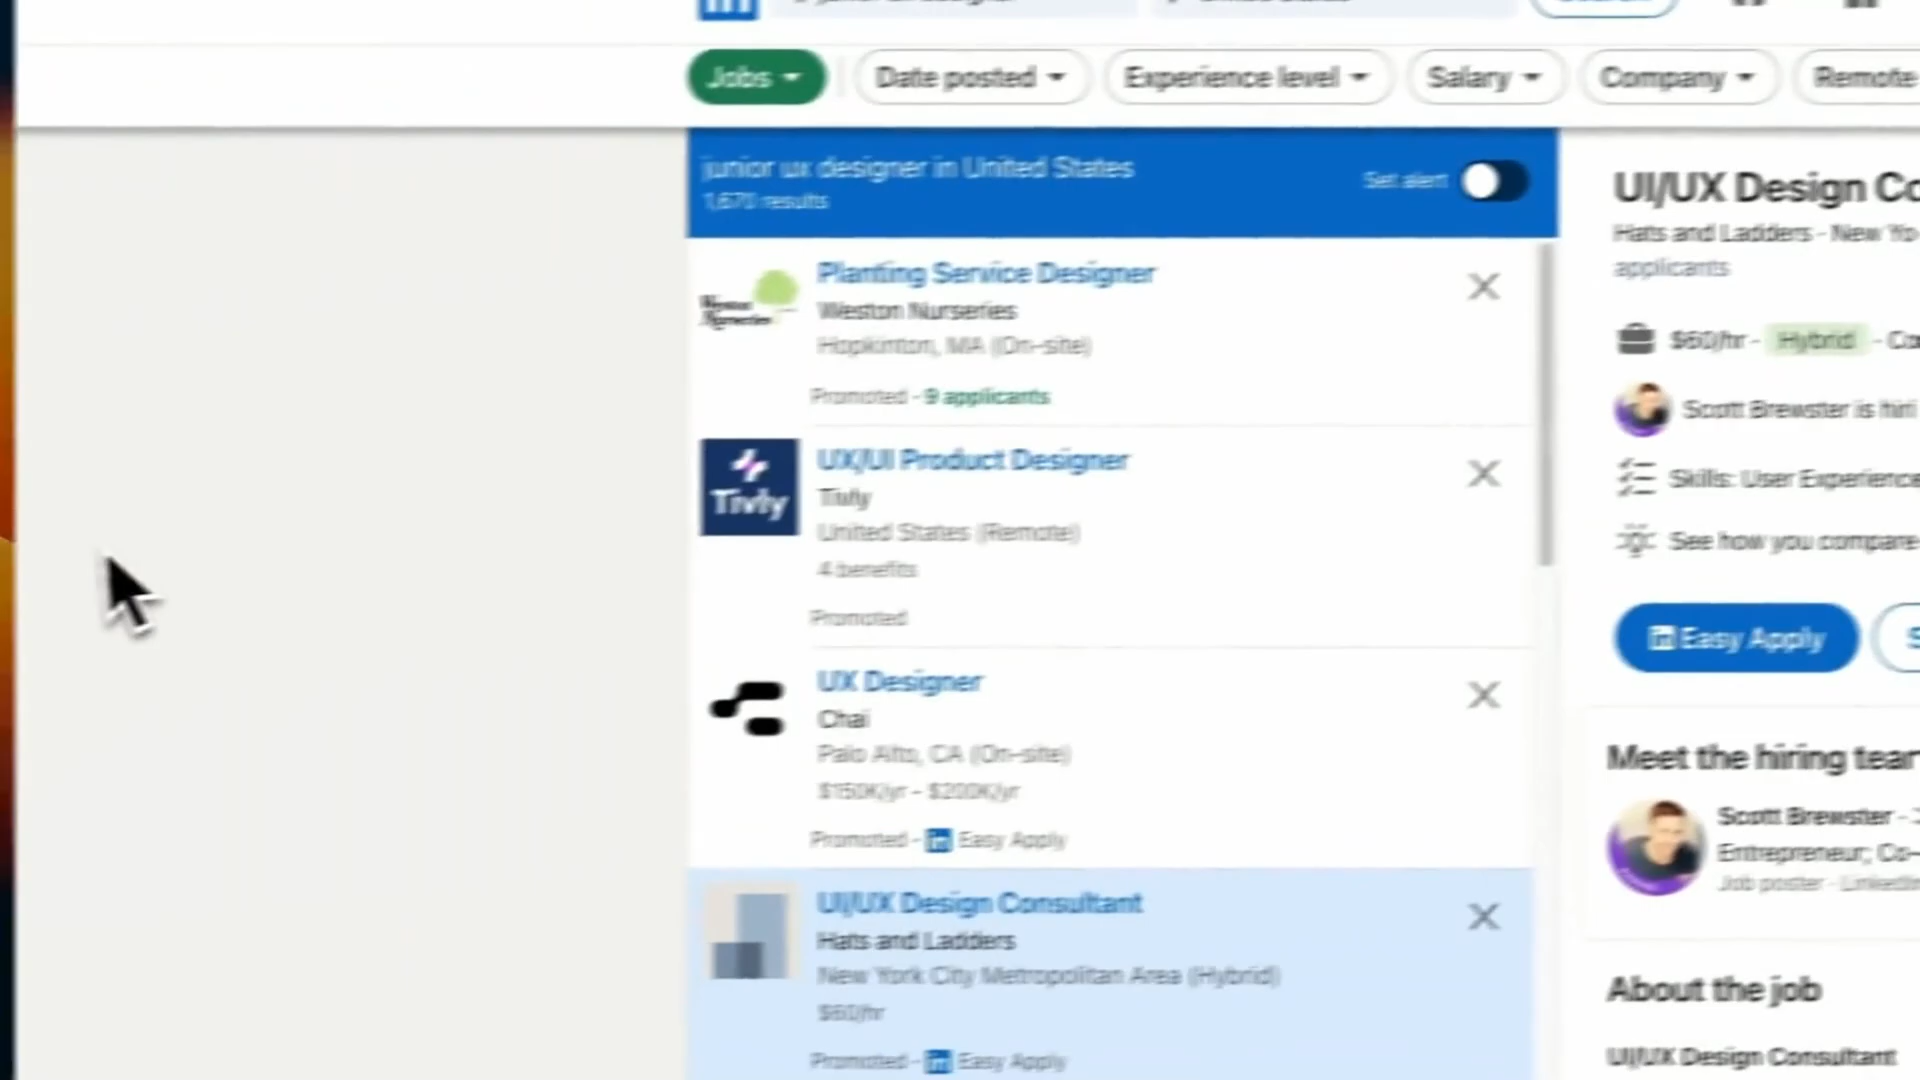 Jobs
Date posted
Experience level
Salary
Company
Remote
junior ux designer in United States
1,670 results
Set alert
Planting Service Designer
Weston Nurseries
Hopkinton, MA (On-site)
Promoted · 9 applicants
Tivly
UX/UI Product Designer
Tivly
United States (Remote)
4 benefits
Promoted
UX Designer
Chai
Palo Alto, CA (On-site)
$150K/yr - $200K/yr
Promoted · in Easy Apply
UI/UX Design Consultant
Hats and Ladders
New York City Metropolitan Area (Hybrid)
$60/hr
Promoted · in Easy Apply
UI/UX Design Co
Hats and Ladders · New Yo
applicants
$60/hr · Hybrid · Co
Scott Brewster is hiri
Skills: User Experience
See how you compare
in Easy Apply
Meet the hiring tear
Scott Brewster ·
Entrepreneur; Co-
Job poster · LinkedIn
About the job
UI/UX Design Consultant